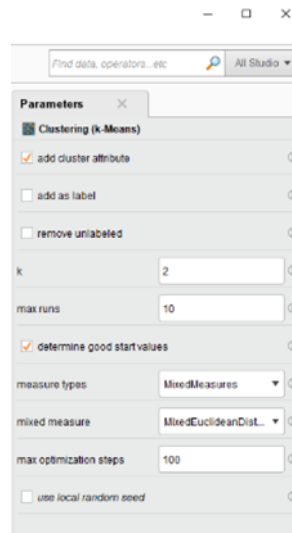 Find data, operators...etc
All Studio
Parameters
Clustering (k-Means)
add cluster attribute
add as label
remove unlabeled
k
2
max runs
10
determine good start values
measure types
MixedMeasures
mixed measure
MixedEuclideanDist...
max optimization steps
100
use local random seed